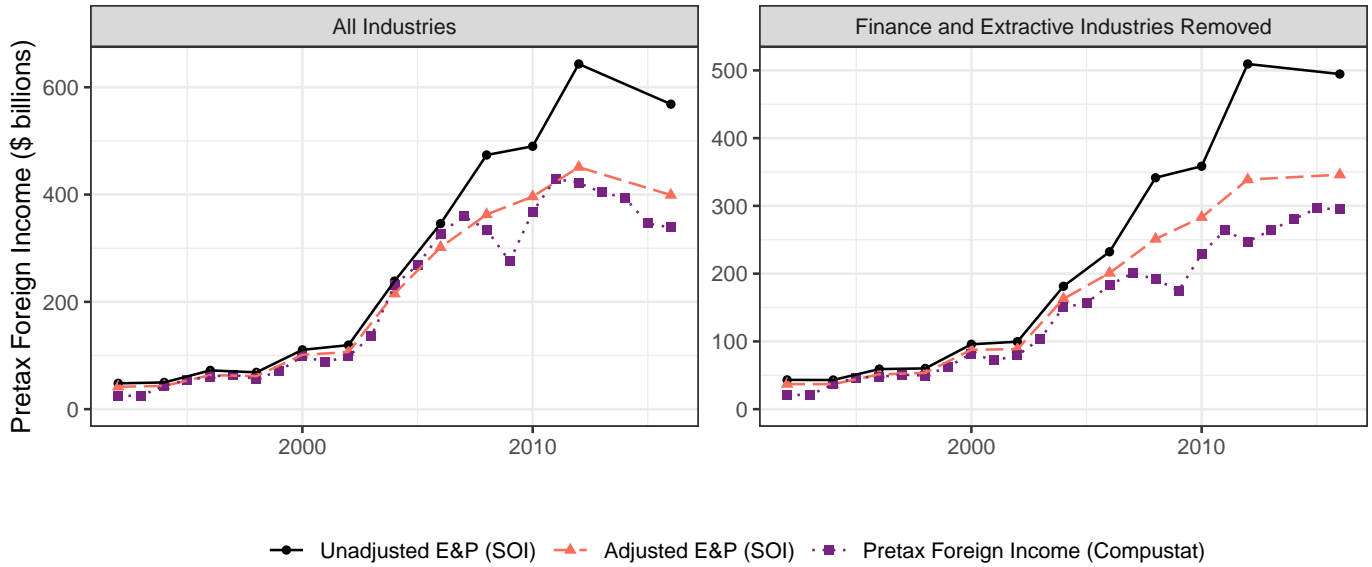 All Industries
Finance and Extractive Industries Removed
Pretax Foreign Income ($ billions)
600
400
200
0
500
400
300
200
100
0
2000
2010
2000
2010
Unadjusted E&P (SOI)
Adjusted E&P (SOI)
Pretax Foreign Income (Compustat)